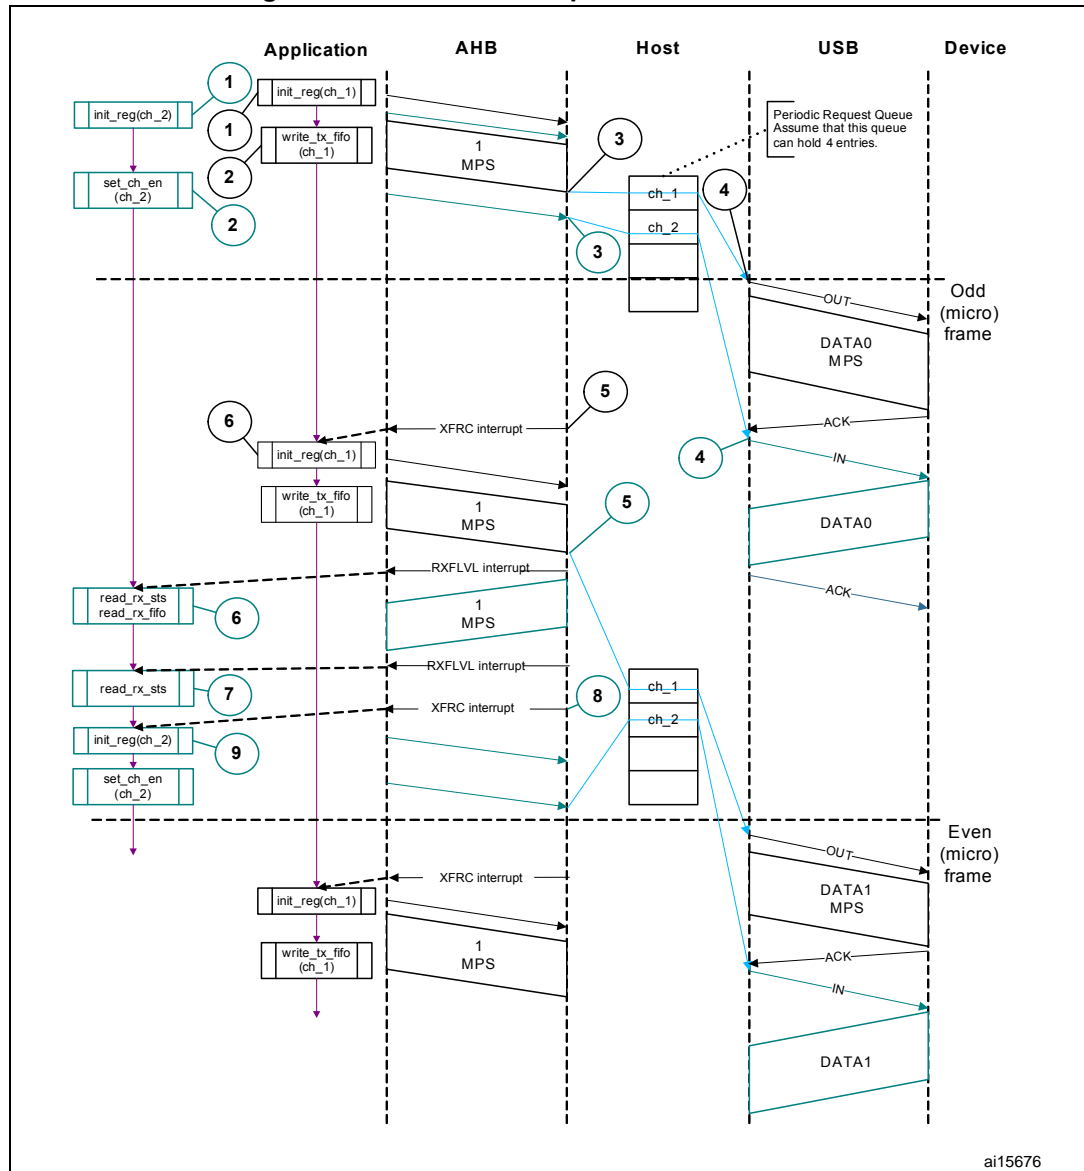 Application AHB Host USB Device
1
init_reg(ch_2)
init_reg(ch_1)
1
Periodic Request Queue
Assume that this queue
can hold 4 entries.
write_tx_fifo
(ch_1)
2
1
MPS
3
set_ch_en
(ch_2)
2
4
ch_1
ch_2
3
Odd
(micro)
frame
OUT
DATA0
MPS
5
ACK
6
XFRC interrupt
init_reg(ch_1)
4
IN
write_tx_fifo
(ch_1)
1
MPS
5
DATA0
RXFLVL interrupt
read_rx_sts
read_rx_fifo
6
1
MPS
ACK
RXFLVL interrupt
read_rx_sts
7
XFRC interrupt
8
ch_1
ch_2
init_reg(ch_2)
9
set_ch_en
(ch_2)
Even
(micro)
frame
OUT
XFRC interrupt
init_reg(ch_1)
DATA1
MPS
write_tx_fifo
(ch_1)
1
MPS
ACK
IN
DATA1
ai15676